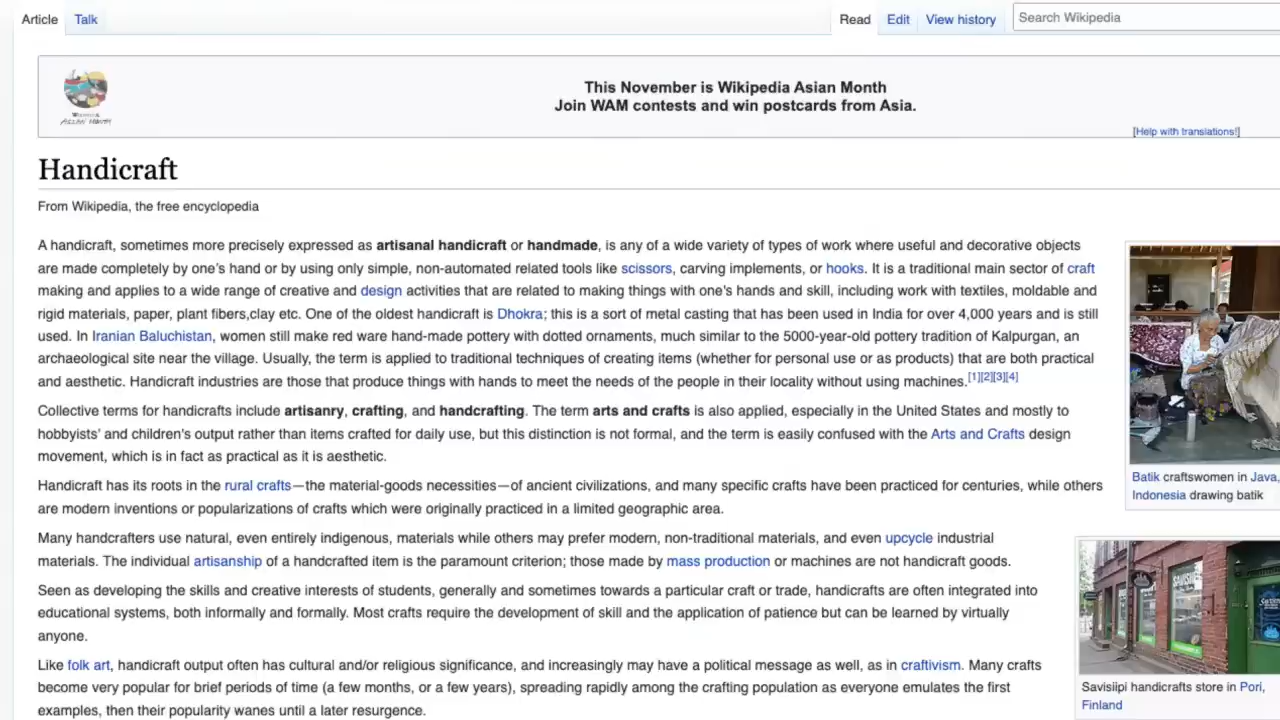 Article
Talk
Read
Edit
View history
Search Wikipedia
This November is Wikipedia Asian Month
Join WAM contests and win postcards from Asia.
ASIAN MONTH
[Help with translations!]
Handicraft
From Wikipedia, the free encyclopedia
A handicraft, sometimes more precisely expressed as artisanal handicraft or handmade, is any of a wide variety of types of work where useful and decorative objects
are made completely by one’s hand or by using only simple, non-automated related tools like scissors, carving implements, or hooks. It is a traditional main sector of craft
making and applies to a wide range of creative and design activities that are related to making things with one's hands and skill, including work with textiles, moldable and
rigid materials, paper, plant fibers,clay etc. One of the oldest handicraft is Dhokra; this is a sort of metal casting that has been used in India for over 4,000 years and is still
used. In Iranian Baluchistan, women still make red ware hand-made pottery with dotted ornaments, much similar to the 5000-year-old pottery tradition of Kalpurgan, an
archaeological site near the village. Usually, the term is applied to traditional techniques of creating items (whether for personal use or as products) that are both practical
and aesthetic. Handicraft industries are those that produce things with hands to meet the needs of the people in their locality without using machines.[1][2][3][4]
Collective terms for handicrafts include artisanry, crafting, and handcrafting. The term arts and crafts is also applied, especially in the United States and mostly to
hobbyists' and children's output rather than items crafted for daily use, but this distinction is not formal, and the term is easily confused with the Arts and Crafts design
movement, which is in fact as practical as it is aesthetic.
Handicraft has its roots in the rural crafts—the material-goods necessities—of ancient civilizations, and many specific crafts have been practiced for centuries, while others
are modern inventions or popularizations of crafts which were originally practiced in a limited geographic area.
Many handcrafters use natural, even entirely indigenous, materials while others may prefer modern, non-traditional materials, and even upcycle industrial
materials. The individual artisanship of a handcrafted item is the paramount criterion; those made by mass production or machines are not handicraft goods.
Seen as developing the skills and creative interests of students, generally and sometimes towards a particular craft or trade, handicrafts are often integrated into
educational systems, both informally and formally. Most crafts require the development of skill and the application of patience but can be learned by virtually
anyone.
Like folk art, handicraft output often has cultural and/or religious significance, and increasingly may have a political message as well, as in craftivism. Many crafts
become very popular for brief periods of time (a few months, or a few years), spreading rapidly among the crafting population as everyone emulates the first
examples, then their popularity wanes until a later resurgence.
Batik craftswomen in Java,
Indonesia drawing batik
Savisiipi handicrafts store in Pori,
Finland